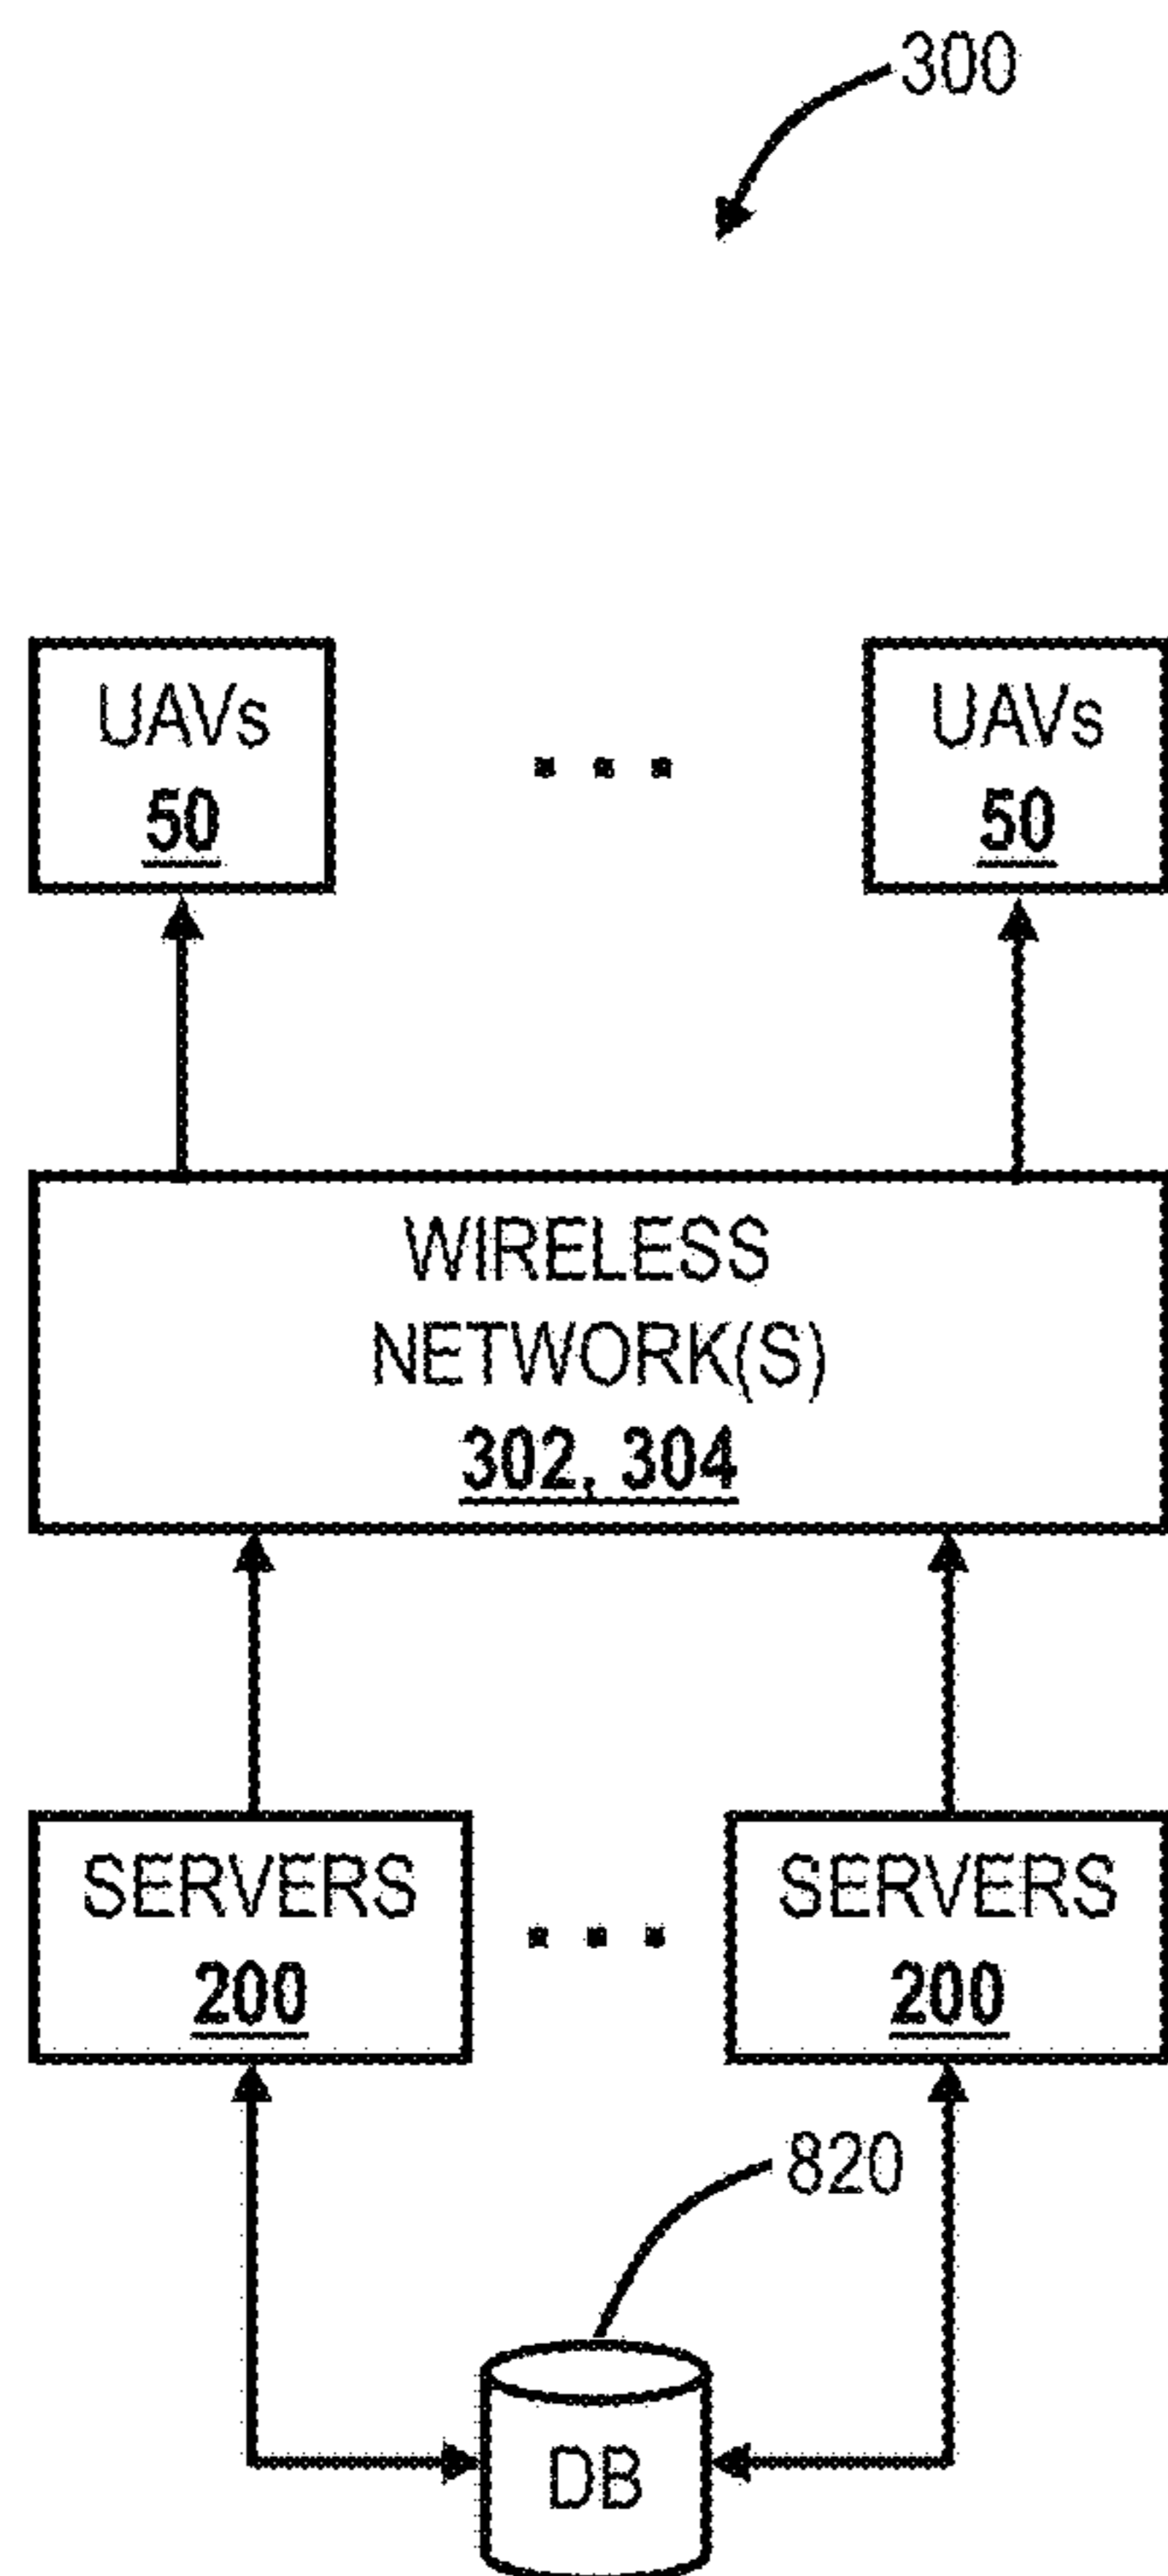 300
UAVs
50
UAVs
50
WIRELESS
NETWORK(S)
302, 304
SERVERS
200
SERVERS
200
820
DB